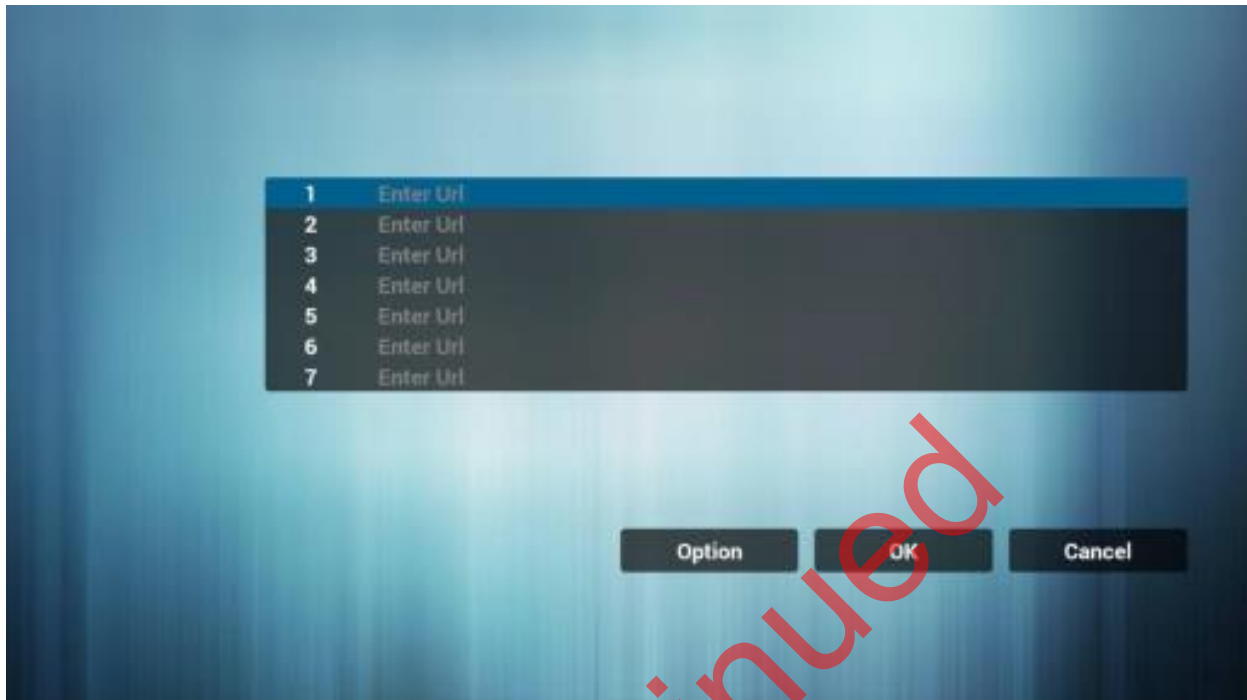 1 Enter Url
2 Enter Url
3 Enter Url
4 Enter Url
5 Enter Url
6 Enter Url
7 Enter Url
Option OK Cancel
inued